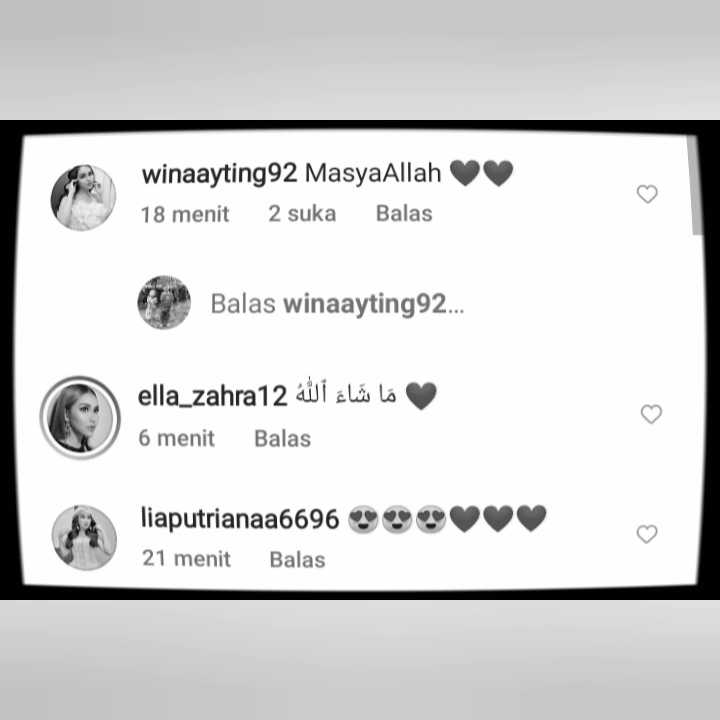 winaayting92 MasyaAllah 🖤🖤
18 menit 2 suka Balas
Balas winaayting92...
ella_zahra12 مَا شَاءَ ٱللَّٰهُ 🖤
6 menit Balas
liaputrianaa6696 😍😍😍🖤🖤🖤
21 menit Balas